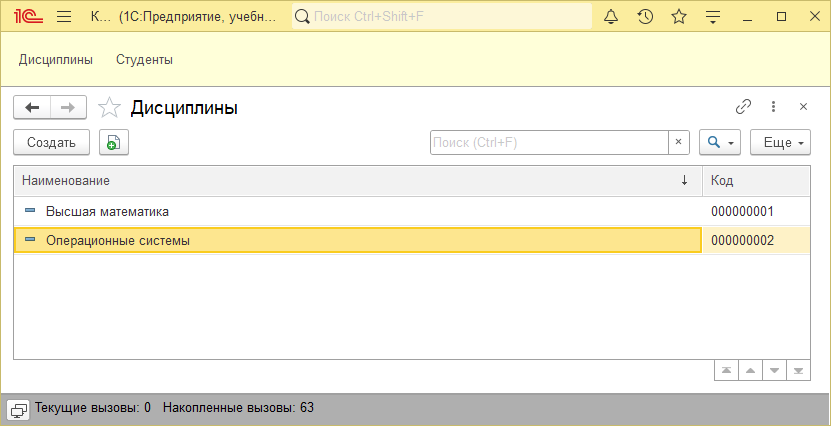 1С К... (1С:Предприятие, учебн... Поиск Ctrl+Shift+F
Дисциплины Студенты
Дисциплины
Создать Поиск (Ctrl+F) × Еще
Наименование ↓ Код
Высшая математика 000000001
Операционные системы 000000002
Текущие вызовы: 0 Накопленные вызовы: 63